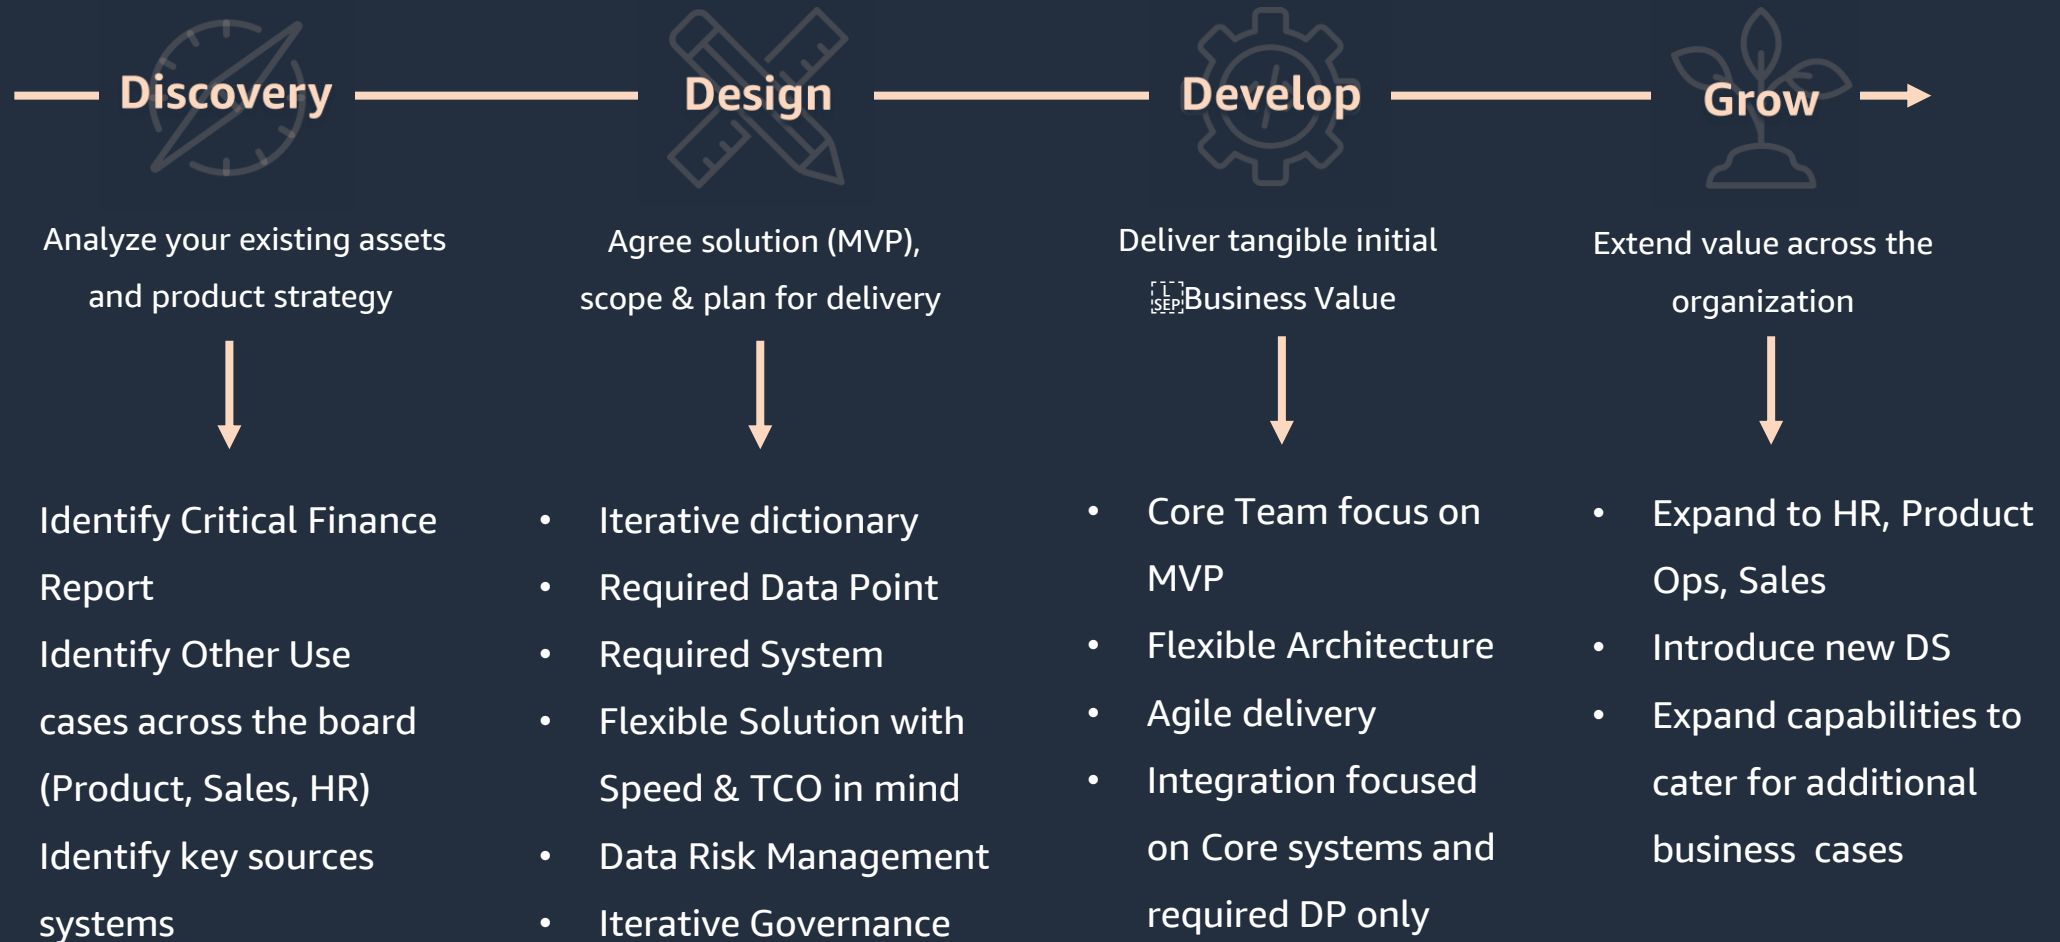 Discovery
Design
Develop
Grow
Analyze your existing assets
and product strategy
Agree solution (MVP),
scope & plan for delivery
Deliver tangible initial
L SEP Business Value
Extend value across the
organization
Identify Critical Finance
Report
Identify Other Use
cases across the board
(Product, Sales, HR)
Identify key sources
systems
• Iterative dictionary
• Required Data Point
• Required System
• Flexible Solution with
Speed & TCO in mind
• Data Risk Management
• Iterative Governance
• Core Team focus on
MVP
• Flexible Architecture
• Agile delivery
• Integration focused
on Core systems and
required DP only
• Expand to HR, Product
Ops, Sales
• Introduce new DS
• Expand capabilities to
cater for additional
business cases